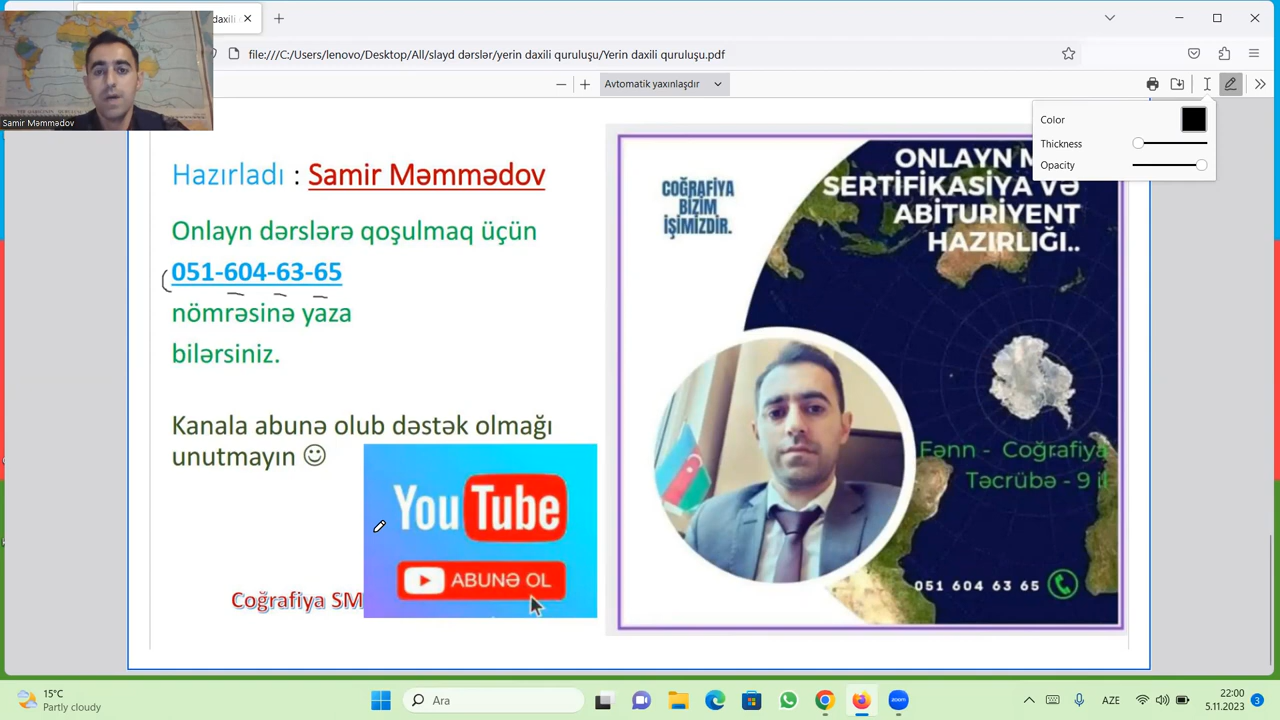 daxili
file:///C:/Users/lenovo/Desktop/All/slayd dərslər/yerin daxili quruluşu/Yerin daxili quruluşu.pdf
Avtomatik yaxınlaşdır
Color
Thickness
Opacity
Samir Məmmədov
Hazırladı : Samir Məmmədov
Onlayn dərslərə qoşulmaq üçün
051-604-63-65
nömrəsinə yaza
bilərsiniz.
Kanala abunə olub dəstək olmağı
unutmayın ☺
YouTube
ABUNƏ OL
Coğrafiya SM
COĞRAFİYA
BİZİM
İŞİMİZDİR.
ONLAYN M
SERTİFİKASİYA VƏ
ABİTURİYENT
HAZIRLIĞI..
Fənn - Coğrafiya
Təcrübə - 9 il
051 604 63 65
15°C
Partly cloudy
Ara
AZE
22:00
5.11.2023
3